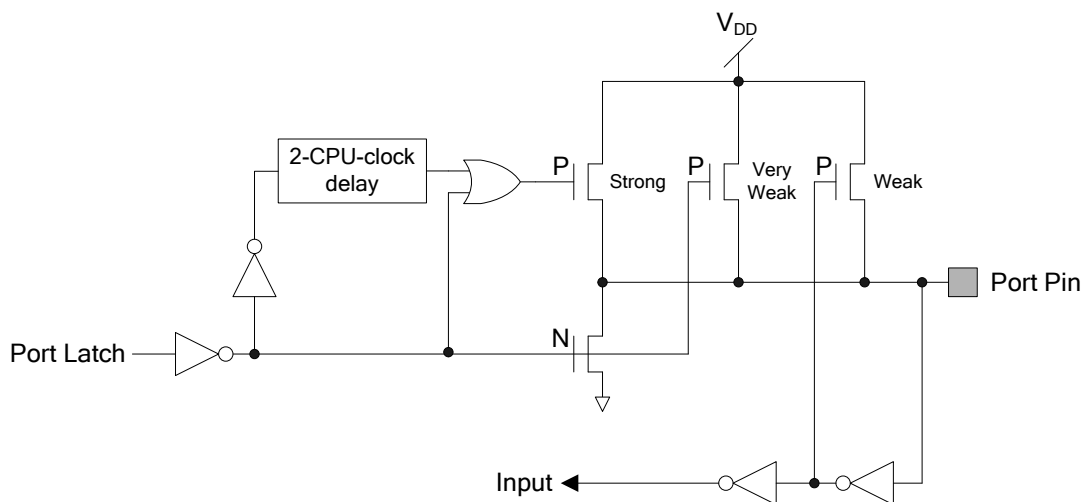 VDD
2-CPU-clock
delay
P
Strong
P
Very
Weak
P
Weak
Port Pin
Port Latch
N
Input